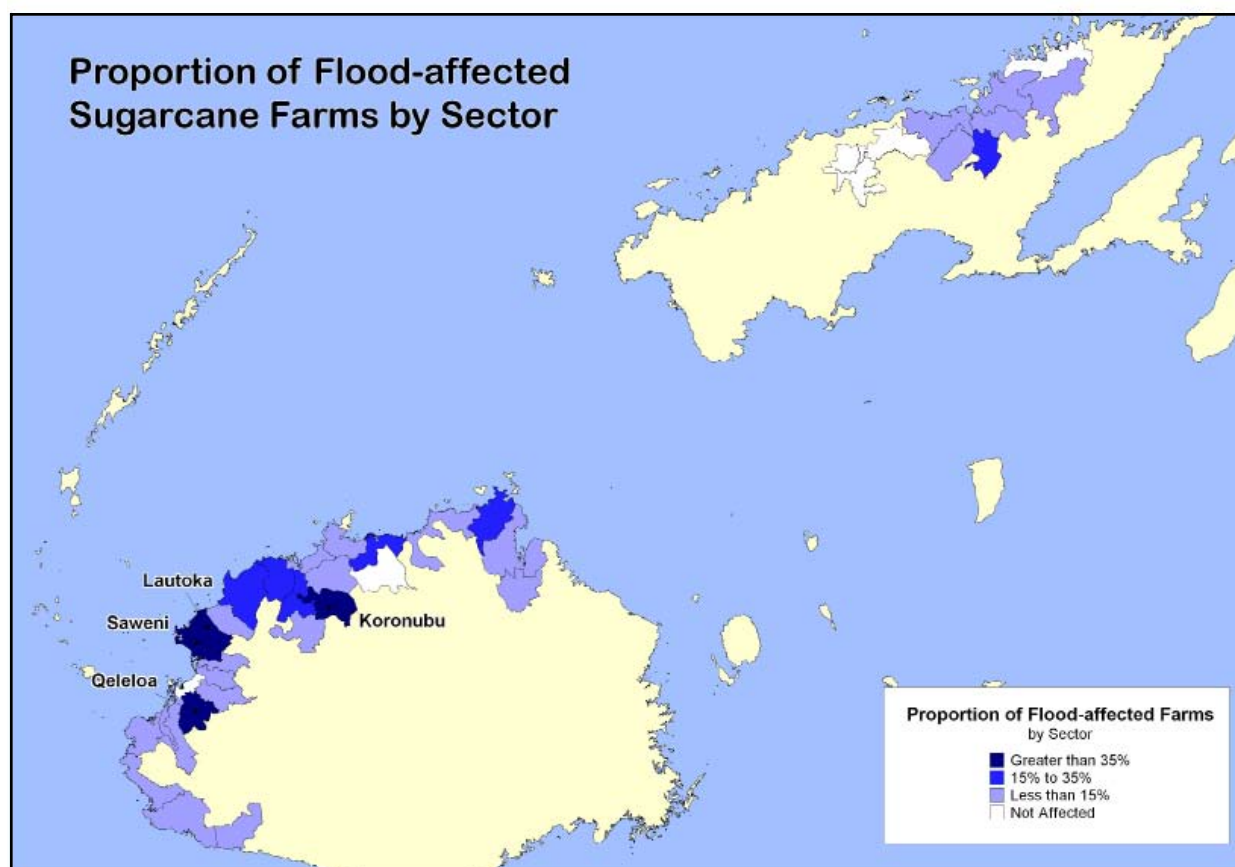 Proportion of Flood-affected
Sugarcane Farms by Sector
Lautoka
Saweni
Koronubu
Qeleloa
Proportion of Flood-affected Farms
by Sector
Greater than 35%
15% to 35%
Less than 15%
Not Affected